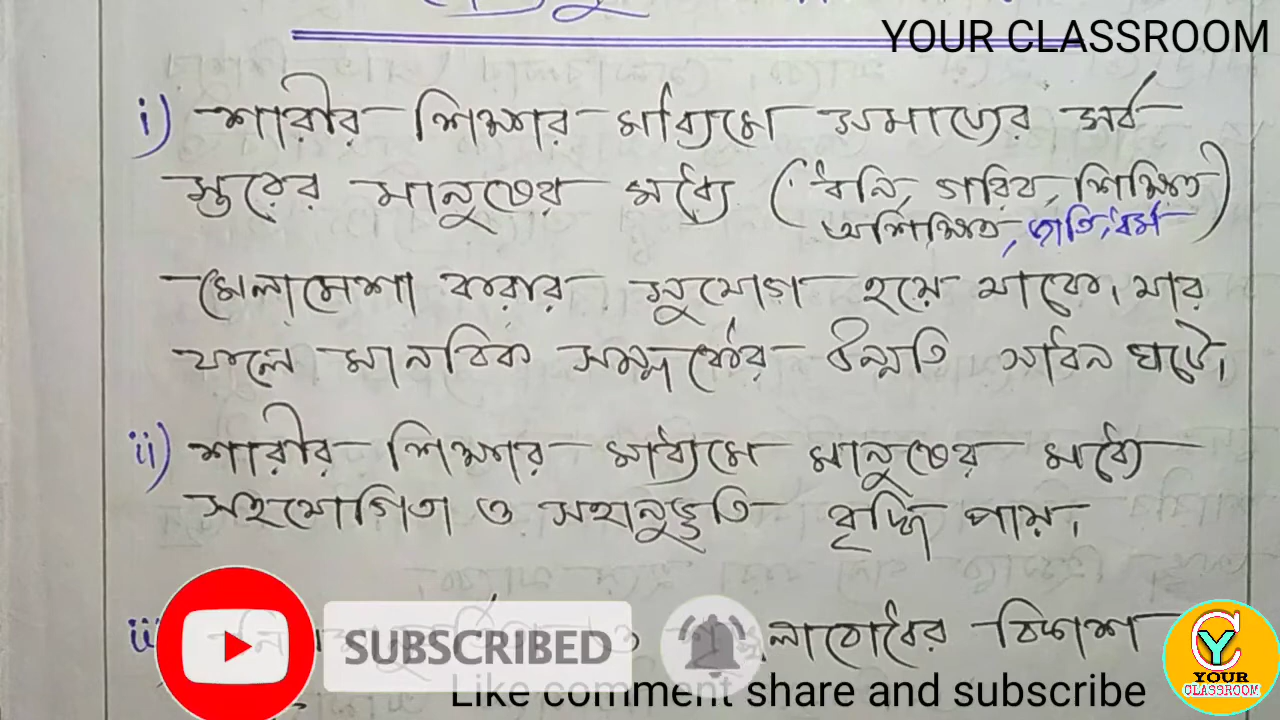 YOUR CLASSROOM
i) শারীর শিক্ষার মাধ্যমে সমাজের সর্ব
স্তরের মানুষের মধ্যে (ধনি, গরিব, শিক্ষিত
অশিক্ষিত, জাতি, ধর্ম)
মেলামেশা করার সুযোগ হয়ে থাকে। যার
ফলে মানবিক সম্পর্কের উন্নতি সাধন ঘটে।
ii) শারীর শিক্ষার মাধ্যমে মানুষের মধ্যে
সহযোগিতা ও সহানুভূতি বৃদ্ধি পায়।
বিকাশ
SUBSCRIBED
Like comment share and subscribe
YOUR
CLASSROOM